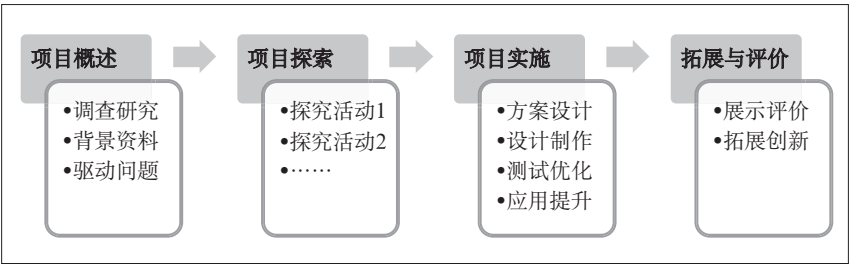 项目概述
•调查研究
•背景资料
•驱动问题
项目探索
•探究活动1
•探究活动2
•……
项目实施
•方案设计
•设计制作
•测试优化
•应用提升
拓展与评价
•展示评价
•拓展创新